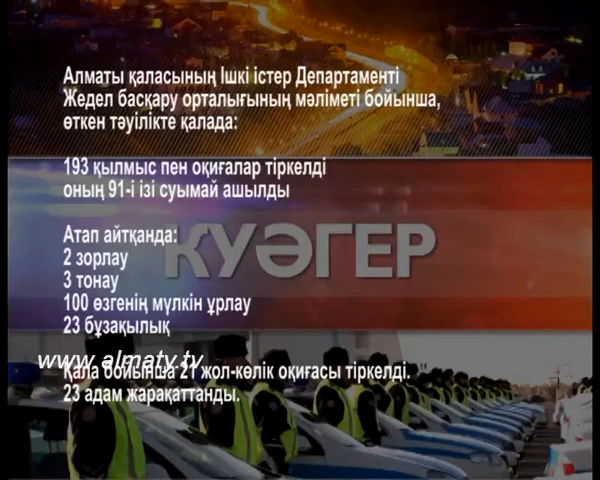 Алматы қаласының Ішкі істер Департаменті
Жедел басқару орталығының мәліметі бойынша,
өткен тәулікте қалада:
193 қылмыс пен оқиғалар тіркелді
оның 91-і ізі суымай ашылды
КУӘГЕР
Атап айтқанда:
2 зорлау
3 тонау
100 өзгенің мүлкін ұрлау
23 бұзақылық
www.almaty.tv
Қала бойынша 21 жол-көлік оқиғасы тіркелді.
23 адам жарақаттанды.